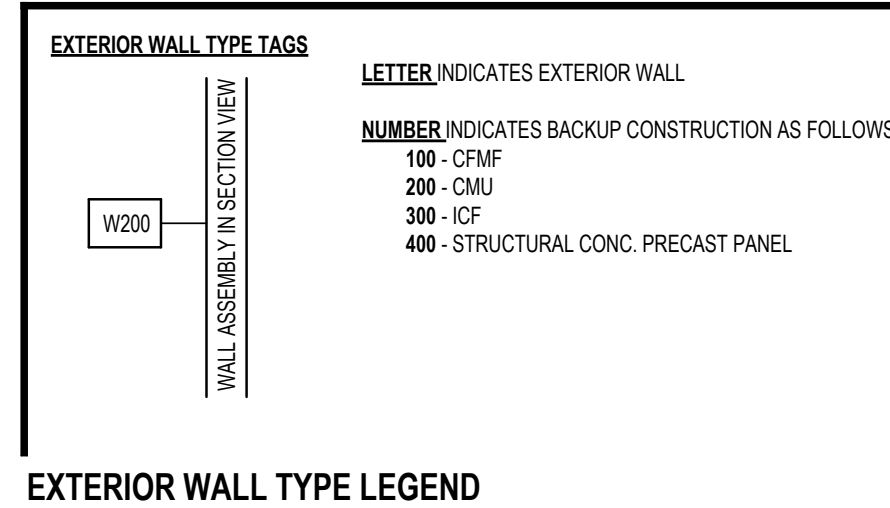 EXTERIOR WALL TYPE TAGS
LETTER INDICATES EXTERIOR WALL
NUMBER INDICATES BACKUP CONSTRUCTION AS FOLLOWS
100 - CFMF
200 - CMU
300 - ICF
400 - STRUCTURAL CONC. PRECAST PANEL
W200
WALL ASSEMBLY IN SECTION VIEW
EXTERIOR WALL TYPE LEGEND